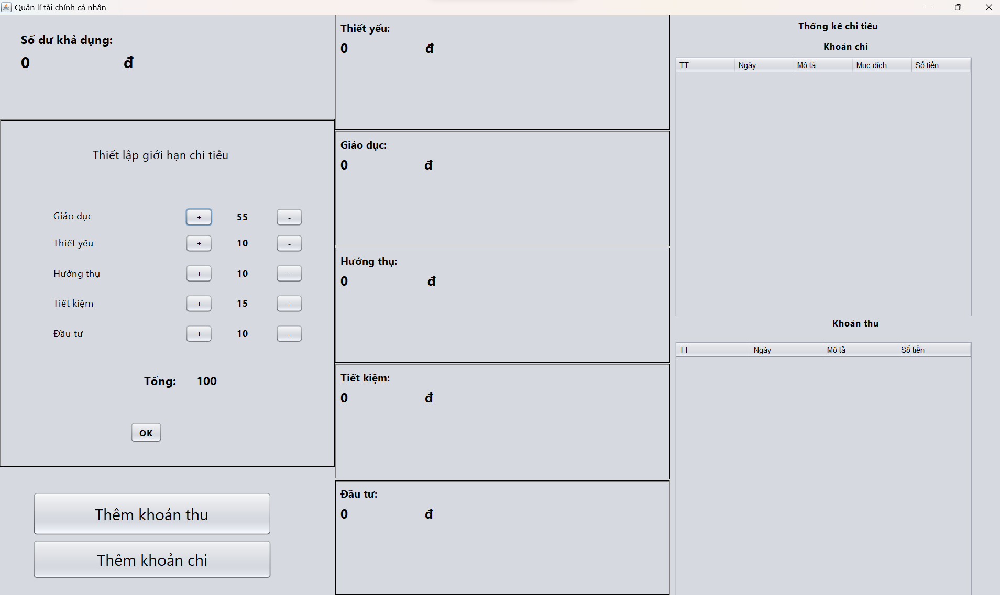 Quản lí tài chính cá nhân
Số dư khả dụng:
0 đ
Thiết lập giới hạn chi tiêu
Giáo dục + 55 -
Thiết yếu + 10 -
Hưởng thụ + 10 -
Tiết kiệm + 15 -
Đầu tư + 10 -
Tổng: 100
OK
Thêm khoản thu
Thêm khoản chi
Thiết yếu:
0 đ
Giáo dục:
0 đ
Hưởng thụ:
0 đ
Tiết kiệm:
0 đ
Đầu tư:
0 đ
Thống kê chi tiêu
Khoản chi
TT Ngày Mô tả Mục đích Số tiền
Khoản thu
TT Ngày Mô tả Số tiền